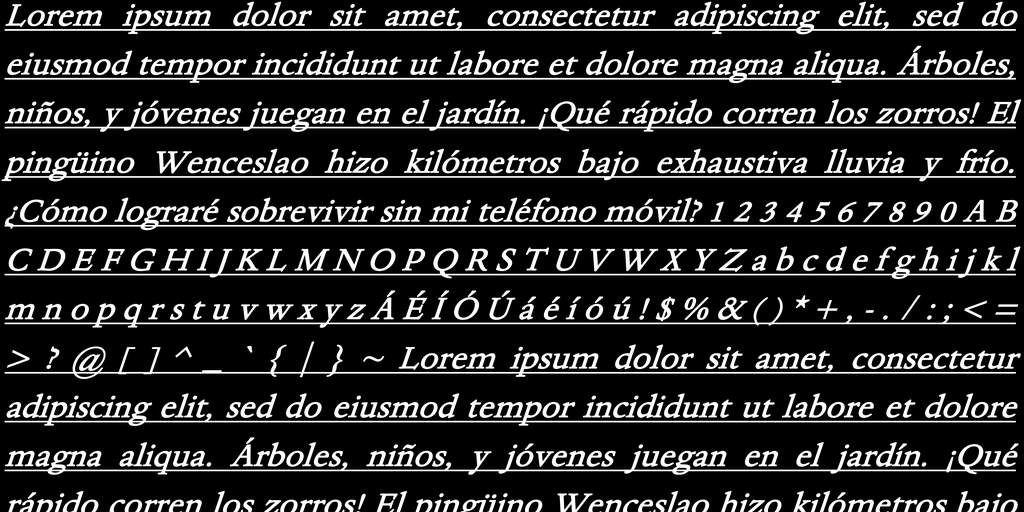 Lorem ipsum dolor sit amet, consectetur adipiscing elit, sed do
eiusmod tempor incididunt ut labore et dolore magna aliqua. Árboles,
niños, y jóvenes juegan en el jardín. ¡Qué rápido corren los zorros! El
pingüino Wenceslao hizo kilómetros bajo exhaustiva lluvia y frío.
¿Cómo lograré sobrevivir sin mi teléfono móvil? 1 2 3 4 5 6 7 8 9 0 A B
C D E F G H I J K L M N O P Q R S T U V W X Y Z a b c d e f g h i j k l
m n o p q r s t u v w x y z Á É Í Ó Ú á é í ó ú ! $ % & ( ) * + , - . / : ; < =
> ? @ [ ] ^ _ ` { | } ~ Lorem ipsum dolor sit amet, consectetur
adipiscing elit, sed do eiusmod tempor incididunt ut labore et dolore
magna aliqua. Árboles, niños, y jóvenes juegan en el jardín. ¡Qué
rápido corren los zorros! El pingüino Wenceslao hizo kilómetros bajo